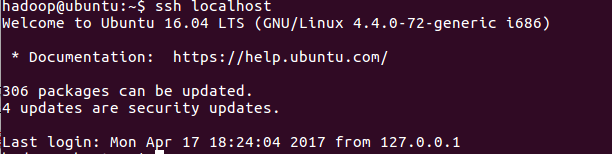 hadoop@ubuntu:~$ ssh localhost
Welcome to Ubuntu 16.04 LTS (GNU/Linux 4.4.0-72-generic i686)
* Documentation:  https://help.ubuntu.com/
306 packages can be updated.
4 updates are security updates.
Last login: Mon Apr 17 18:24:04 2017 from 127.0.0.1